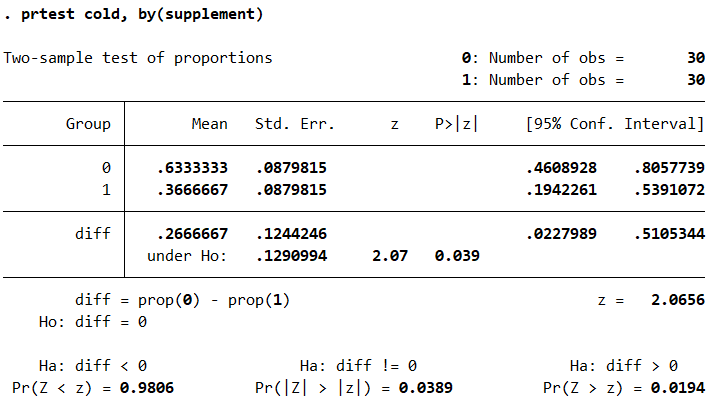 . prtest cold, by(supplement)
Two-sample test of proportions 0: Number of obs = 30
1: Number of obs = 30
Group Mean Std. Err. z P>|z| [95% Conf. Interval]
0 .6333333 .0879815 .4608928 .8057739
1 .3666667 .0879815 .1942261 .5391072
diff .2666667 .1244246 .0227989 .5105344
under Ho: .1290994 2.07 0.039
diff = prop(0) - prop(1) z = 2.0656
Ho: diff = 0
Ha: diff < 0 Ha: diff != 0 Ha: diff > 0
Pr(Z < z) = 0.9806 Pr(|Z| > |z|) = 0.0389 Pr(Z > z) = 0.0194